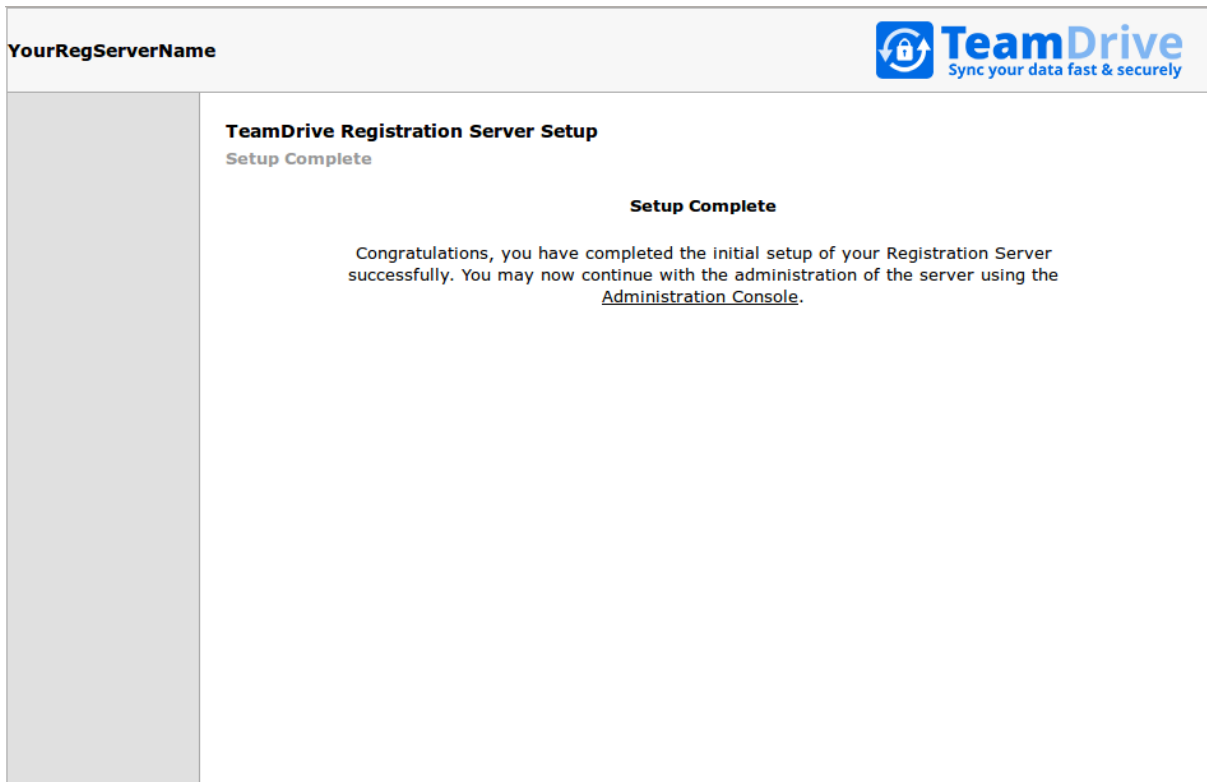 YourRegServerName
TeamDrive
Sync your data fast & securely
TeamDrive Registration Server Setup
Setup Complete
Setup Complete
Congratulations, you have completed the initial setup of your Registration Server
successfully. You may now continue with the administration of the server using the
Administration Console.